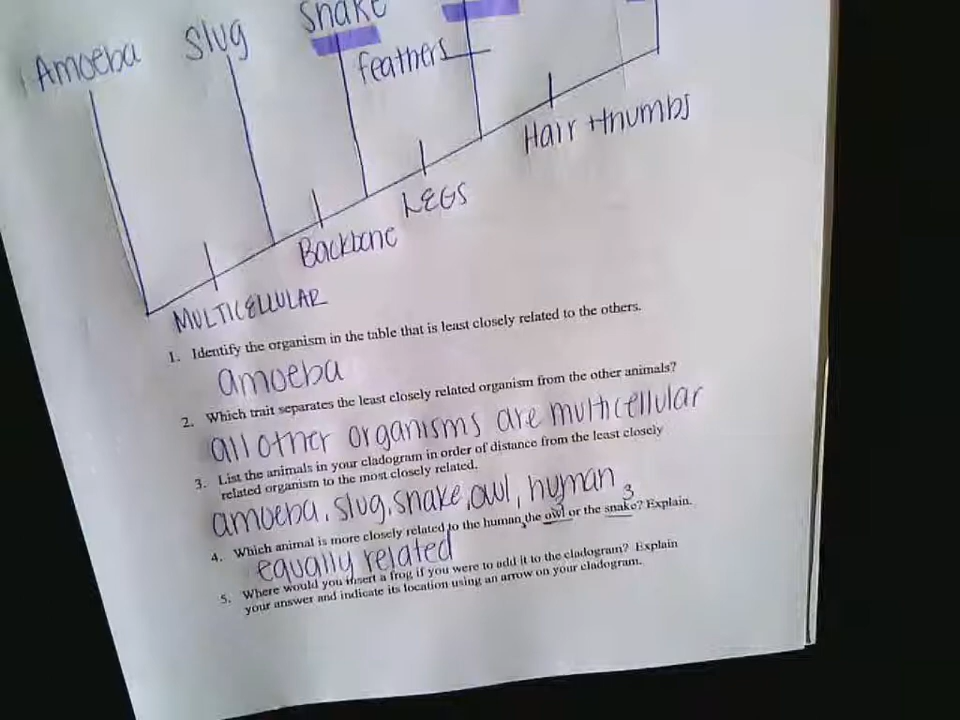 Snake
Slug
Amoeba
feathers
Hair + thumbs
LEGS
Backbone
MULTICELLULAR
1. Identify the organism in the table that is least closely related to the others.
amoeba
2. Which trait separates the least closely related organism from the other animals?
all other organisms are multicellular
3. List the animals in your cladogram in order of distance from the least closely
related organism to the most closely related.
amoeba, slug, snake, owl, human
4. Which animal is more closely related to the human, the owl or the snake? Explain.
3
equally related
5. Where would you insert a frog if you were to add it to the cladogram? Explain
your answer and indicate its location using an arrow on your cladogram.